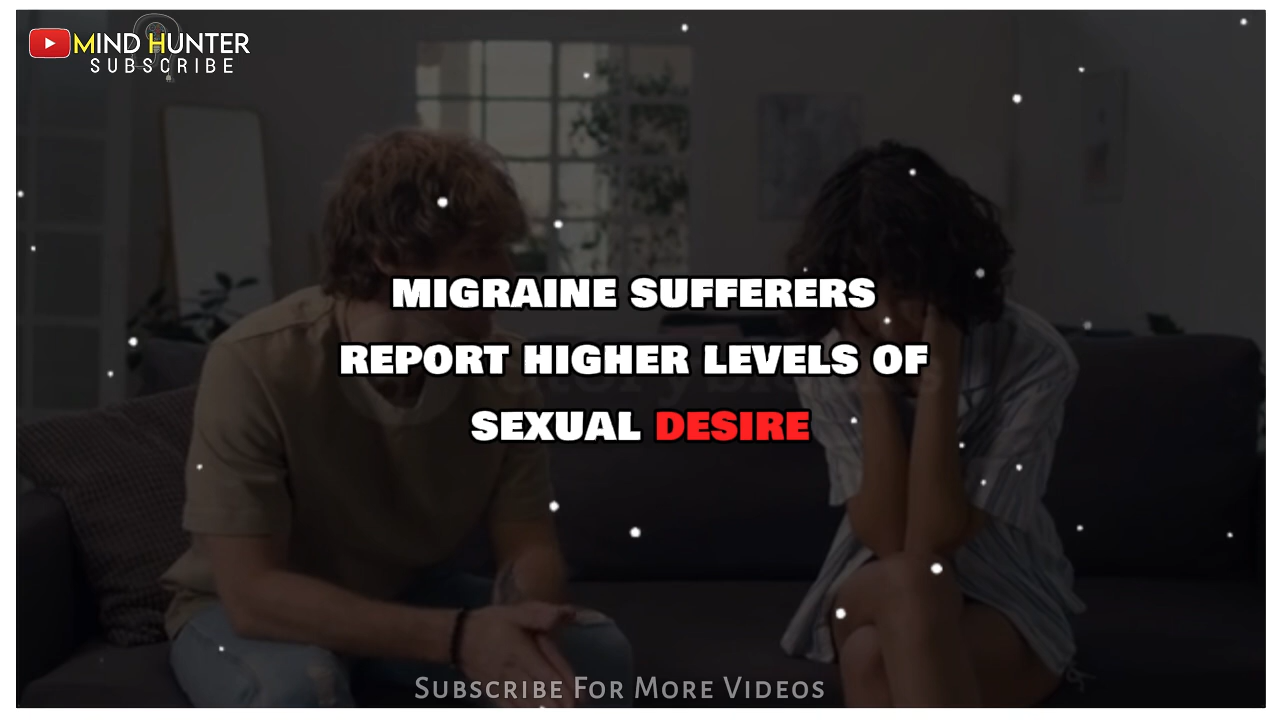 MIND HUNTER
SUBSCRIBE
MIGRAINE SUFFERERS
REPORT HIGHER LEVELS OF
SEXUAL DESIRE
SUBSCRIBE FOR MORE VIDEOS